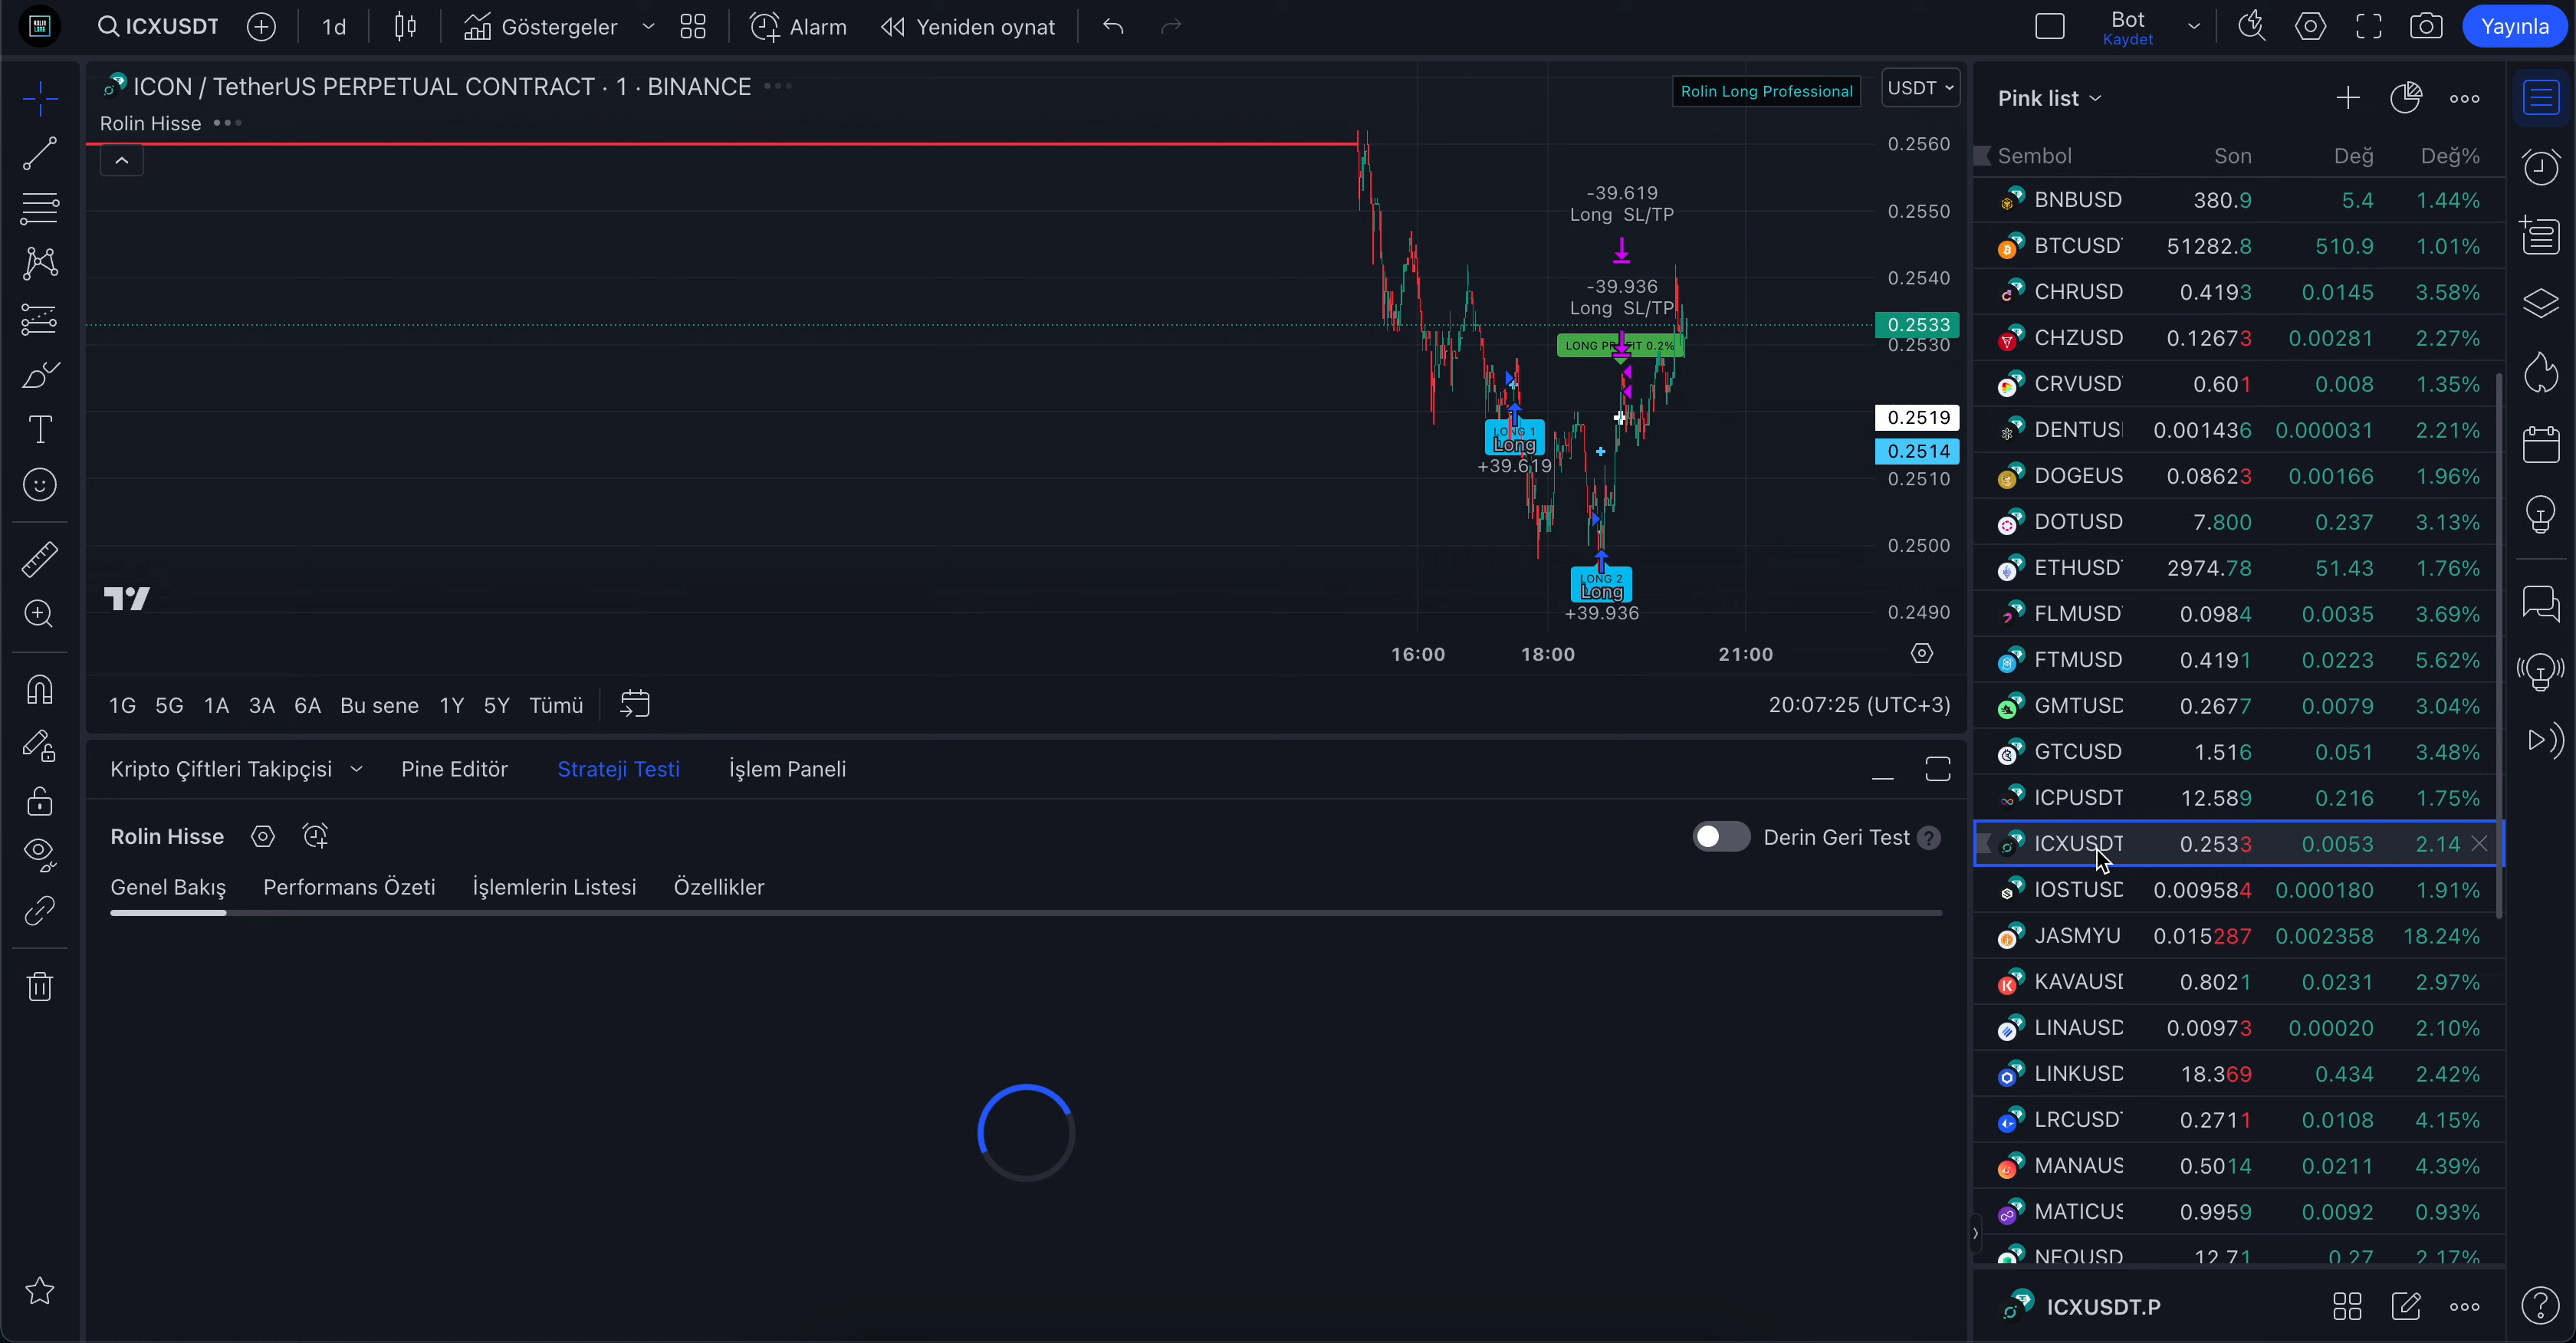 ICXUSDT 1d Göstergeler Alarm Yeniden oynat Bot Kaydet Yayınla
ICON / TetherUS PERPETUAL CONTRACT · 1 · BINANCE
Rolin Hisse
Rolin Long Professional
USDT
0.2560
0.2550
0.2540
0.2533
0.2530
0.2519
0.2514
0.2510
0.2500
0.2490
-39.619
Long SL/TP
-39.936
Long SL/TP
LONG 1
Long
+39.619
LONG 2
Long
+39.936
16:00 18:00 21:00
1G 5G 1A 3A 6A Bu sene 1Y 5Y Tümü 20:07:25 (UTC+3)
Kripto Çiftleri Takipçisi Pine Editör Strateji Testi İşlem Paneli
Rolin Hisse Derin Geri Test ?
Genel Bakış Performans Özeti İşlemlerin Listesi Özellikler
Pink list
Sembol Son Değ Değ%
BNBUSD 380.9 5.4 1.44%
BTCUSD 51282.8 510.9 1.01%
CHRUSD 0.4193 0.0145 3.58%
CHZUSD 0.12673 0.00281 2.27%
CRVUSD 0.601 0.008 1.35%
DENTUS 0.001436 0.000031 2.21%
DOGEUS 0.08623 0.00166 1.96%
DOTUSD 7.800 0.237 3.13%
ETHUSD 2974.78 51.43 1.76%
FLMUSD 0.0984 0.0035 3.69%
FTMUSD 0.4191 0.0223 5.62%
GMTUSD 0.2677 0.0079 3.04%
GTCUSD 1.516 0.051 3.48%
ICPUSDT 12.589 0.216 1.75%
ICXUSDT 0.2533 0.0053 2.14
IOSTUSD 0.009584 0.000180 1.91%
JASMYU 0.015287 0.002358 18.24%
KAVAUSD 0.8021 0.0231 2.97%
LINAUSD 0.00973 0.00020 2.10%
LINKUSD 18.369 0.434 2.42%
LRCUSD 0.2711 0.0108 4.15%
MANAUS 0.5014 0.0211 4.39%
MATICUS 0.9959 0.0092 0.93%
NEOUSD 12.71 0.27 2.17%
ICXUSDT.P